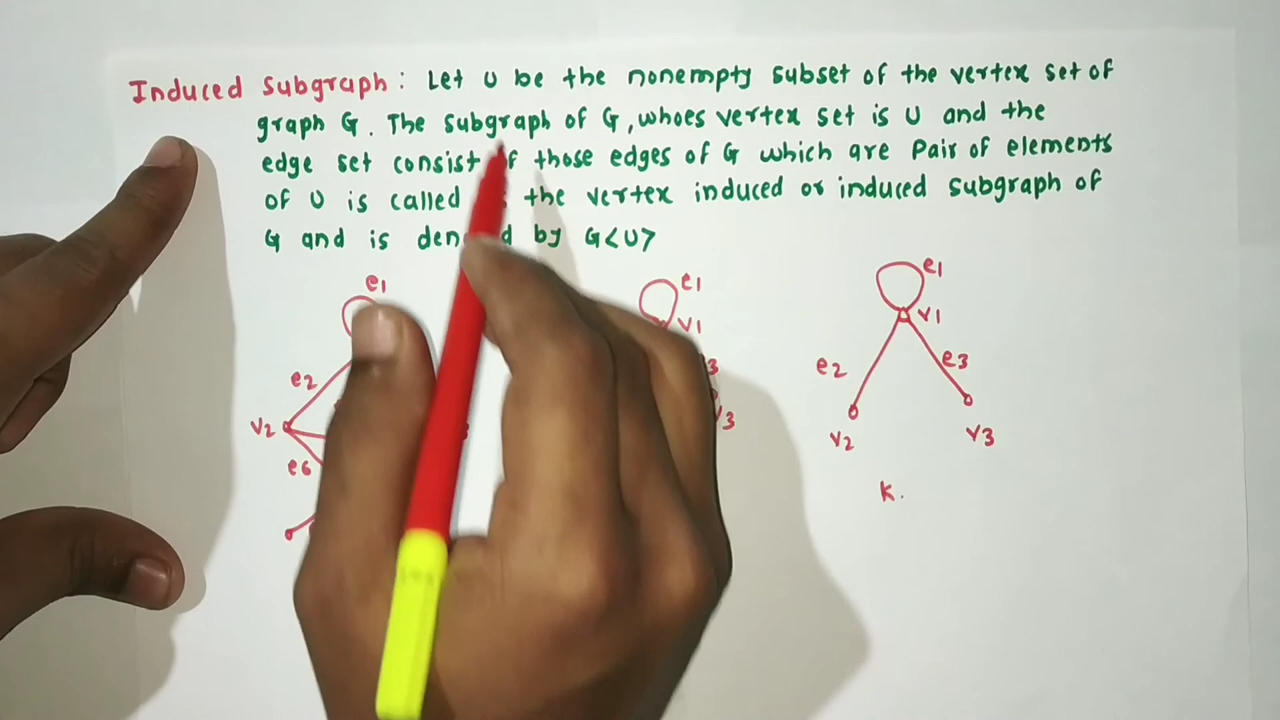 Induced Subgraph: Let U be the nonempty subset of the vertex set of
graph G. The subgraph of G, whoes vertex set is U and the
edge set consist of those edges of G which are Pair of elements
of U is called the vertex induced or induced subgraph of
G and is by G<U>
e1
e1
e1
v1
v1
e2
e2
e3
v2
v3
v2
v3
e6
K.